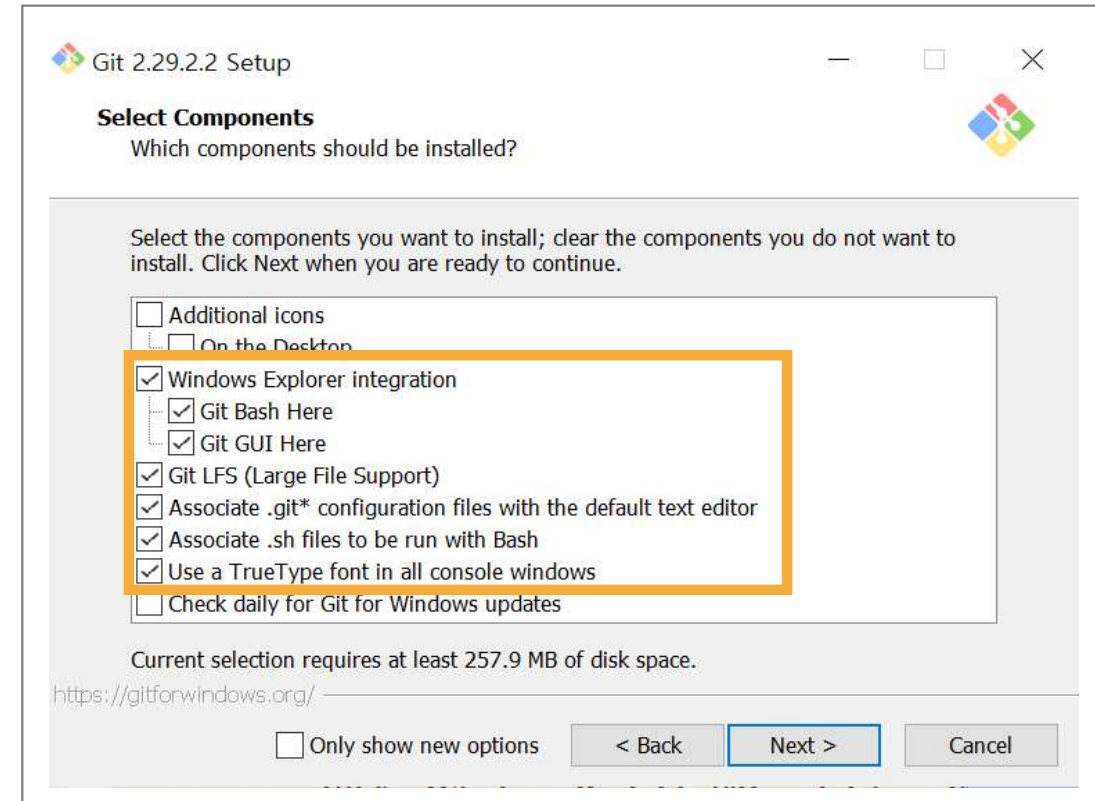 Git 2.29.2.2 Setup
Select Components
Which components should be installed?
Select the components you want to install; clear the components you do not want to
install. Click Next when you are ready to continue.
Additional icons
On the Desktop
Windows Explorer integration
Git Bash Here
Git GUI Here
Git LFS (Large File Support)
Associate .git* configuration files with the default text editor
Associate .sh files to be run with Bash
Use a TrueType font in all console windows
Check daily for Git for Windows updates
Current selection requires at least 257.9 MB of disk space.
https://gitforwindows.org/
Only show new options
< Back
Next >
Cancel